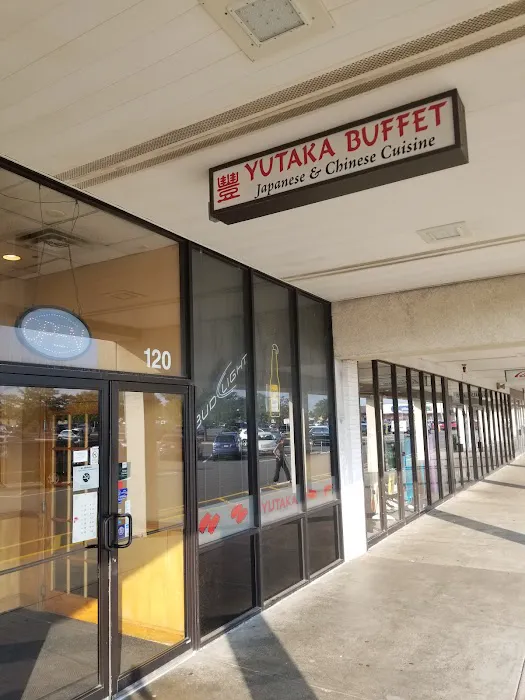 豐 YUTAKA BUFFET
Japanese & Chinese Cuisine
120
BUD LIGHT
YUTAKA